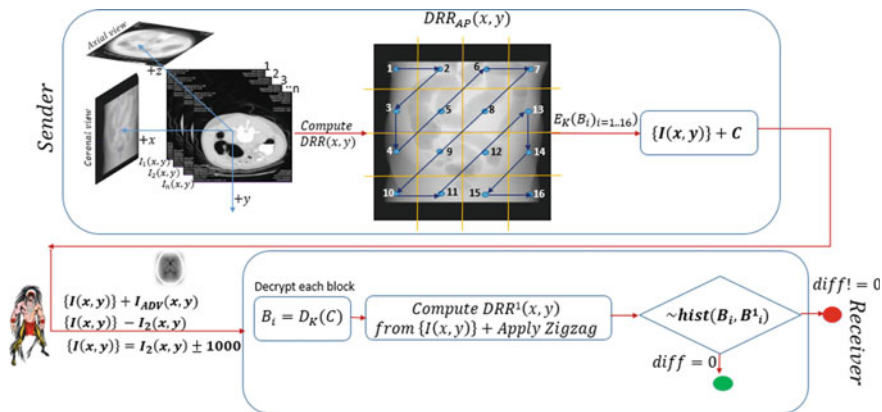 DRR_AP(x, y)
Sender
Axial view
Coronal view
+z
+x
+y
1
2
3
..n
I_1(x, y)
I_2(x, y)
I_n(x, y)
Compute
DRR(x, y)
1 2 6 7
3 5 8 13
4 9 12 14
10 11 15 16
E_K(B_i)_{i=1..16})
{I(x, y)} + C
{I(x, y)} + I_ADV(x, y)
{I(x, y)} − I_2(x, y)
{I(x, y)} = I_2(x, y) ± 1000
Decrypt each block
B_i = D_K(C)
Compute DRR^1(x, y)
from {I(x, y)} + Apply Zigzag
~hist(B_i, B^1_i)
diff! = 0
diff = 0
Receiver